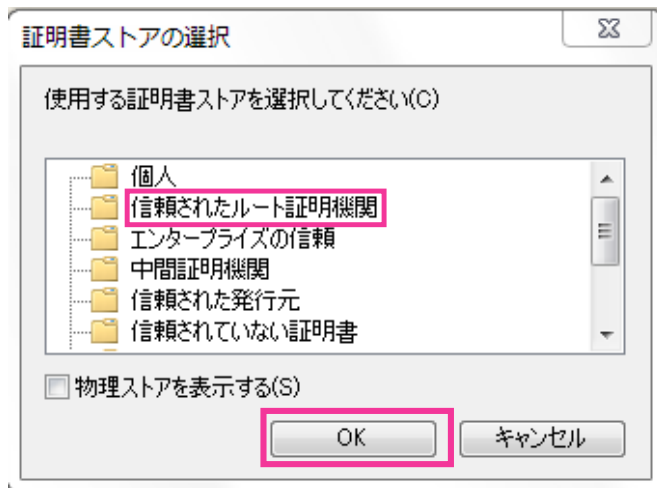 証明書ストアの選択
使用する証明書ストアを選択してください(C)
個人
信頼されたルート証明機関
エンタープライズの信頼
中間証明機関
信頼された発行元
信頼されていない証明書
物理ストアを表示する(S)
OK
キャンセル